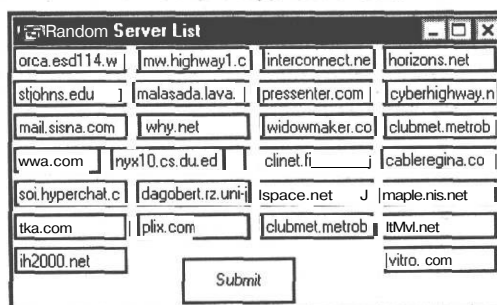 Random Server List
orca.esd114.w mw.highway1.c interconnect.ne horizons.net
stjohns.edu malasada.lava. pressenter.com cyberhighway.n
mail.sisna.com why.net widowmaker.co clubmet.metrob
wwa.com nyx10.cs.du.ed clinet.fi cableregina.co
soi.hyperchat.c dagobert.rz.uni-j Ispace.net maple.nis.net
tka.com plix.com clubmet.metrob ItMvl.net
ih2000.net vitro. com
Submit